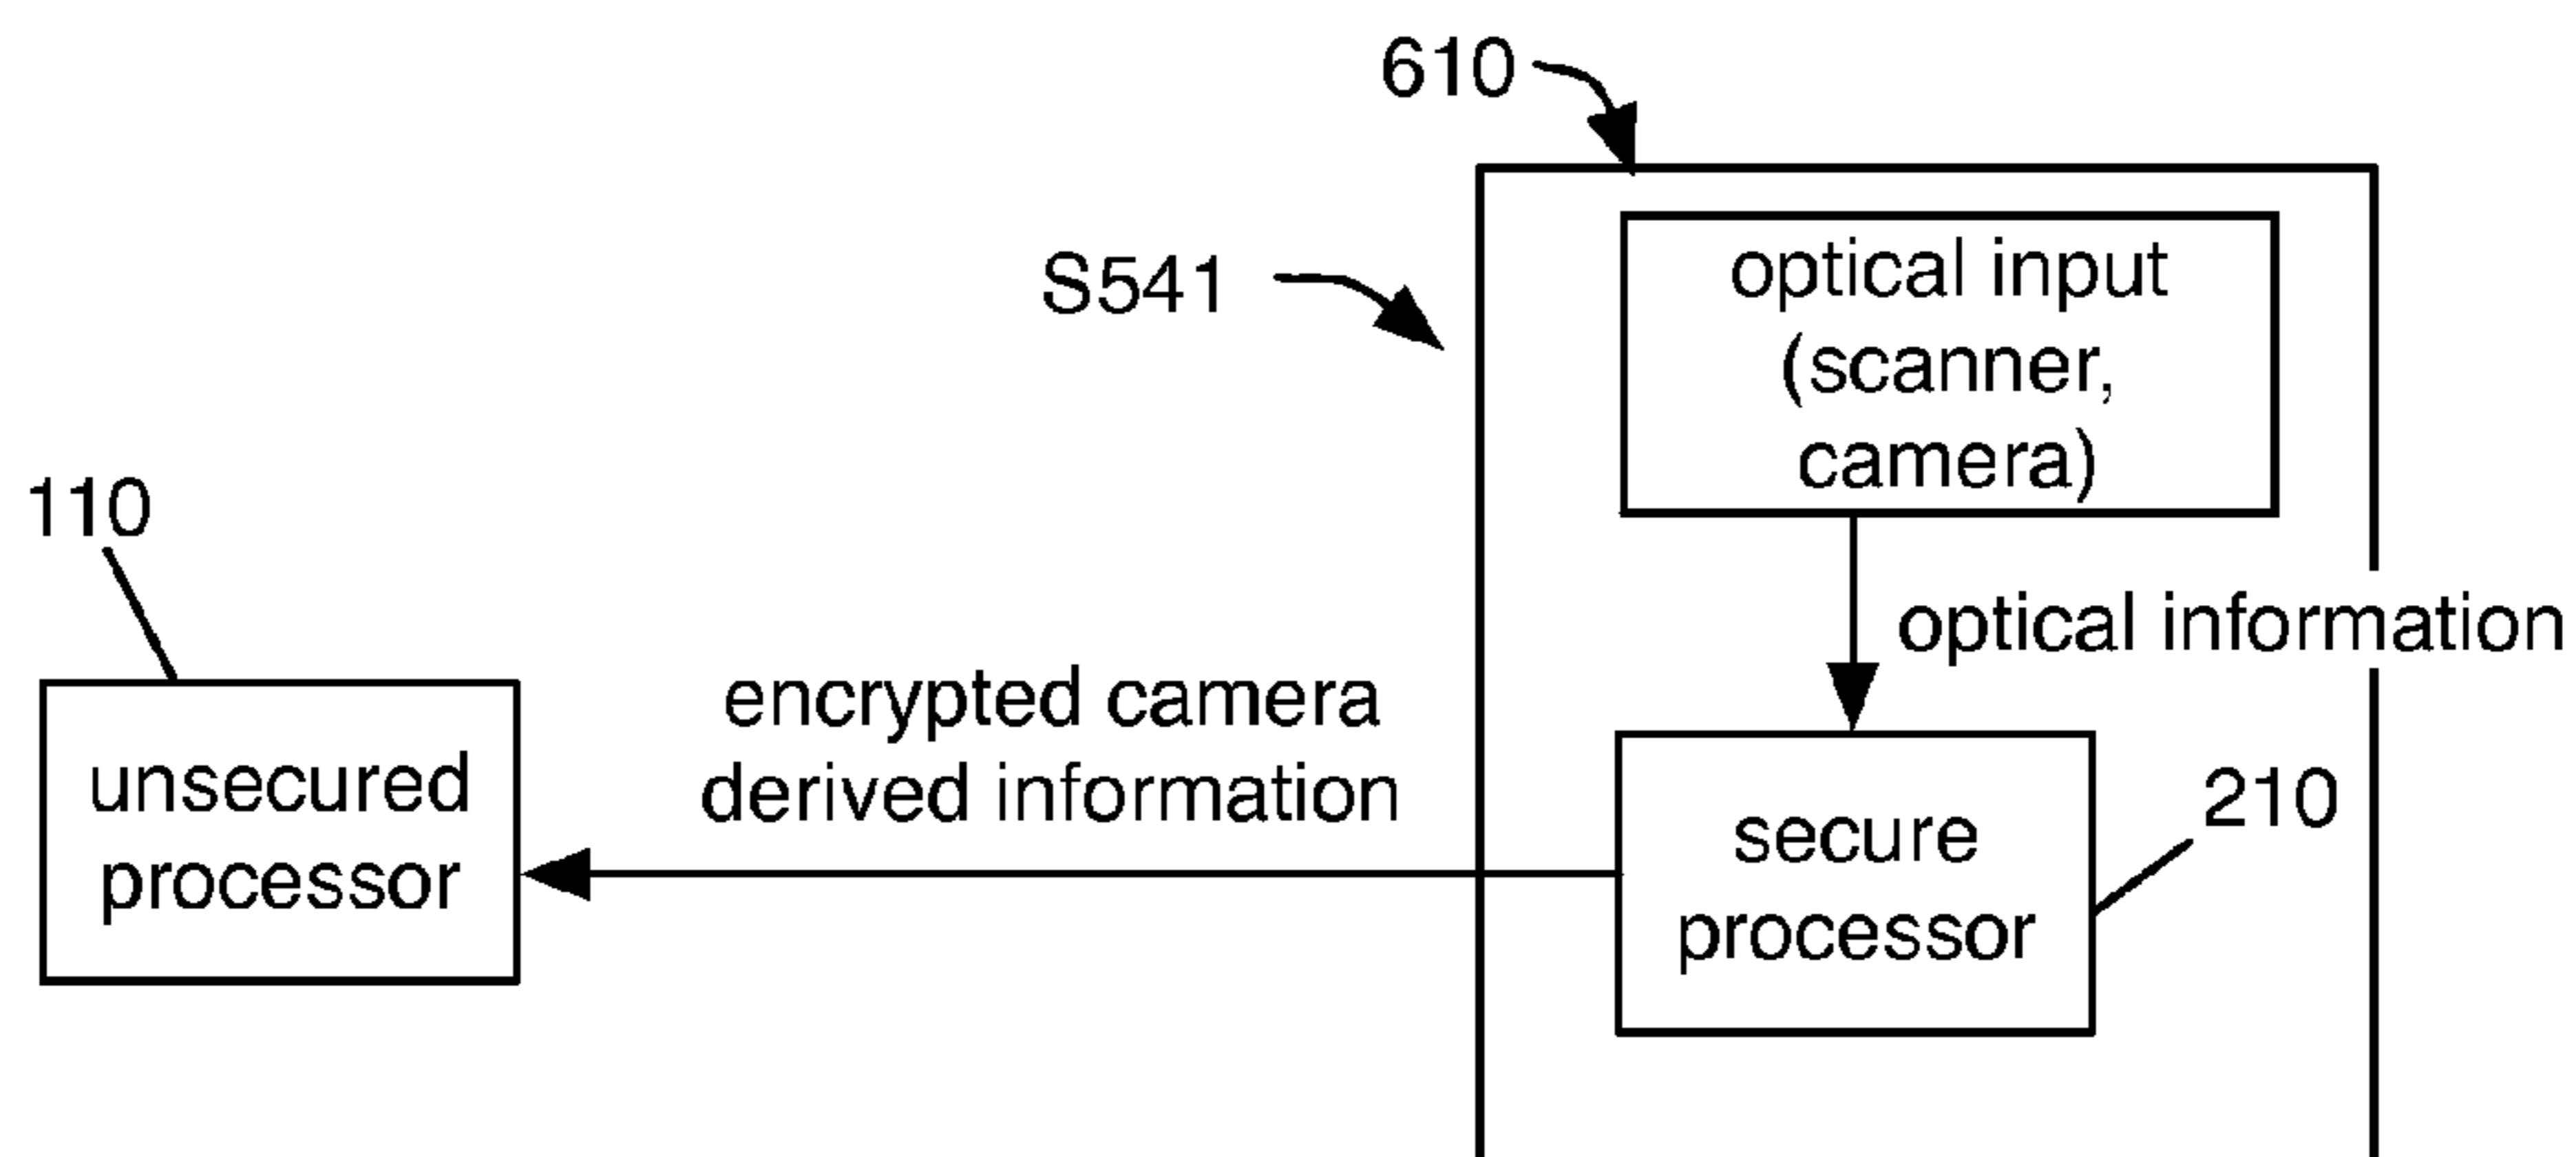 610
optical input
(scanner,
camera)
S541
110
optical information
encrypted camera
derived information
unsecured
processor
secure
processor
210